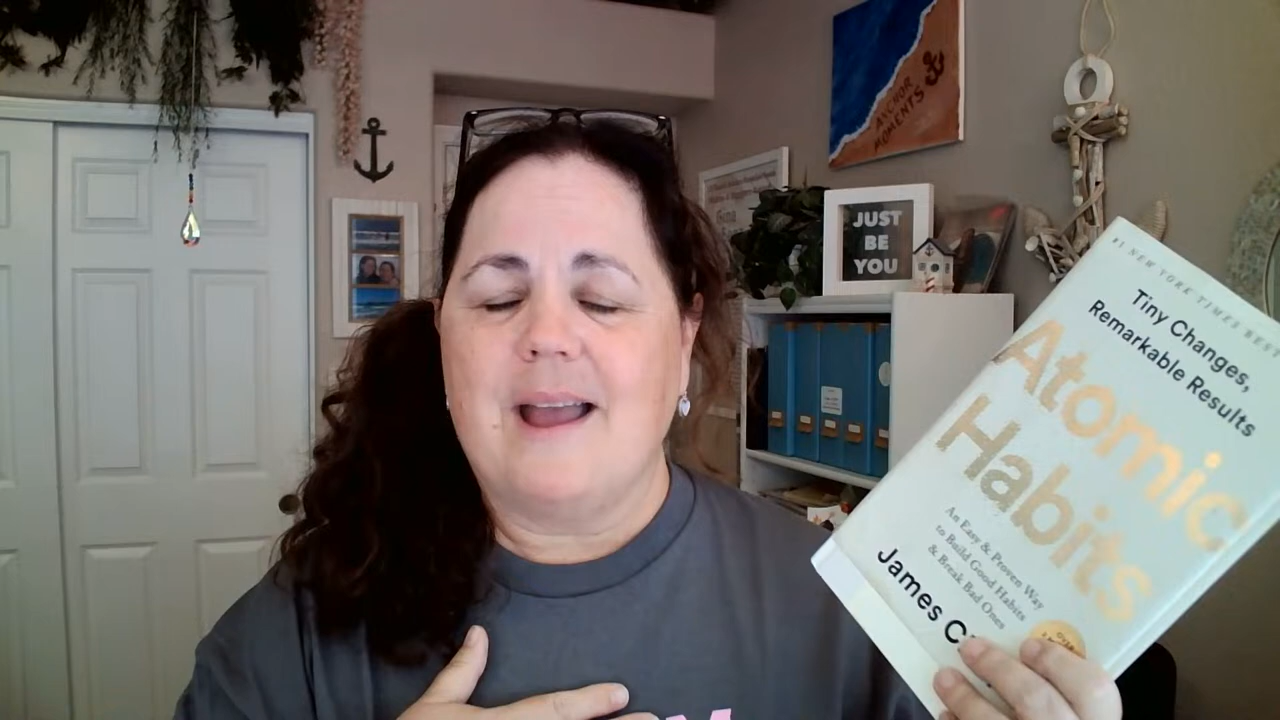 ANCHOR
MOMENTS
JUST
BE
YOU
#1 NEW YORK TIMES BEST
Tiny Changes,
Remarkable Results
Atomic
Habits
An Easy & Proven Way
to Build Good Habits
& Break Bad Ones
James C